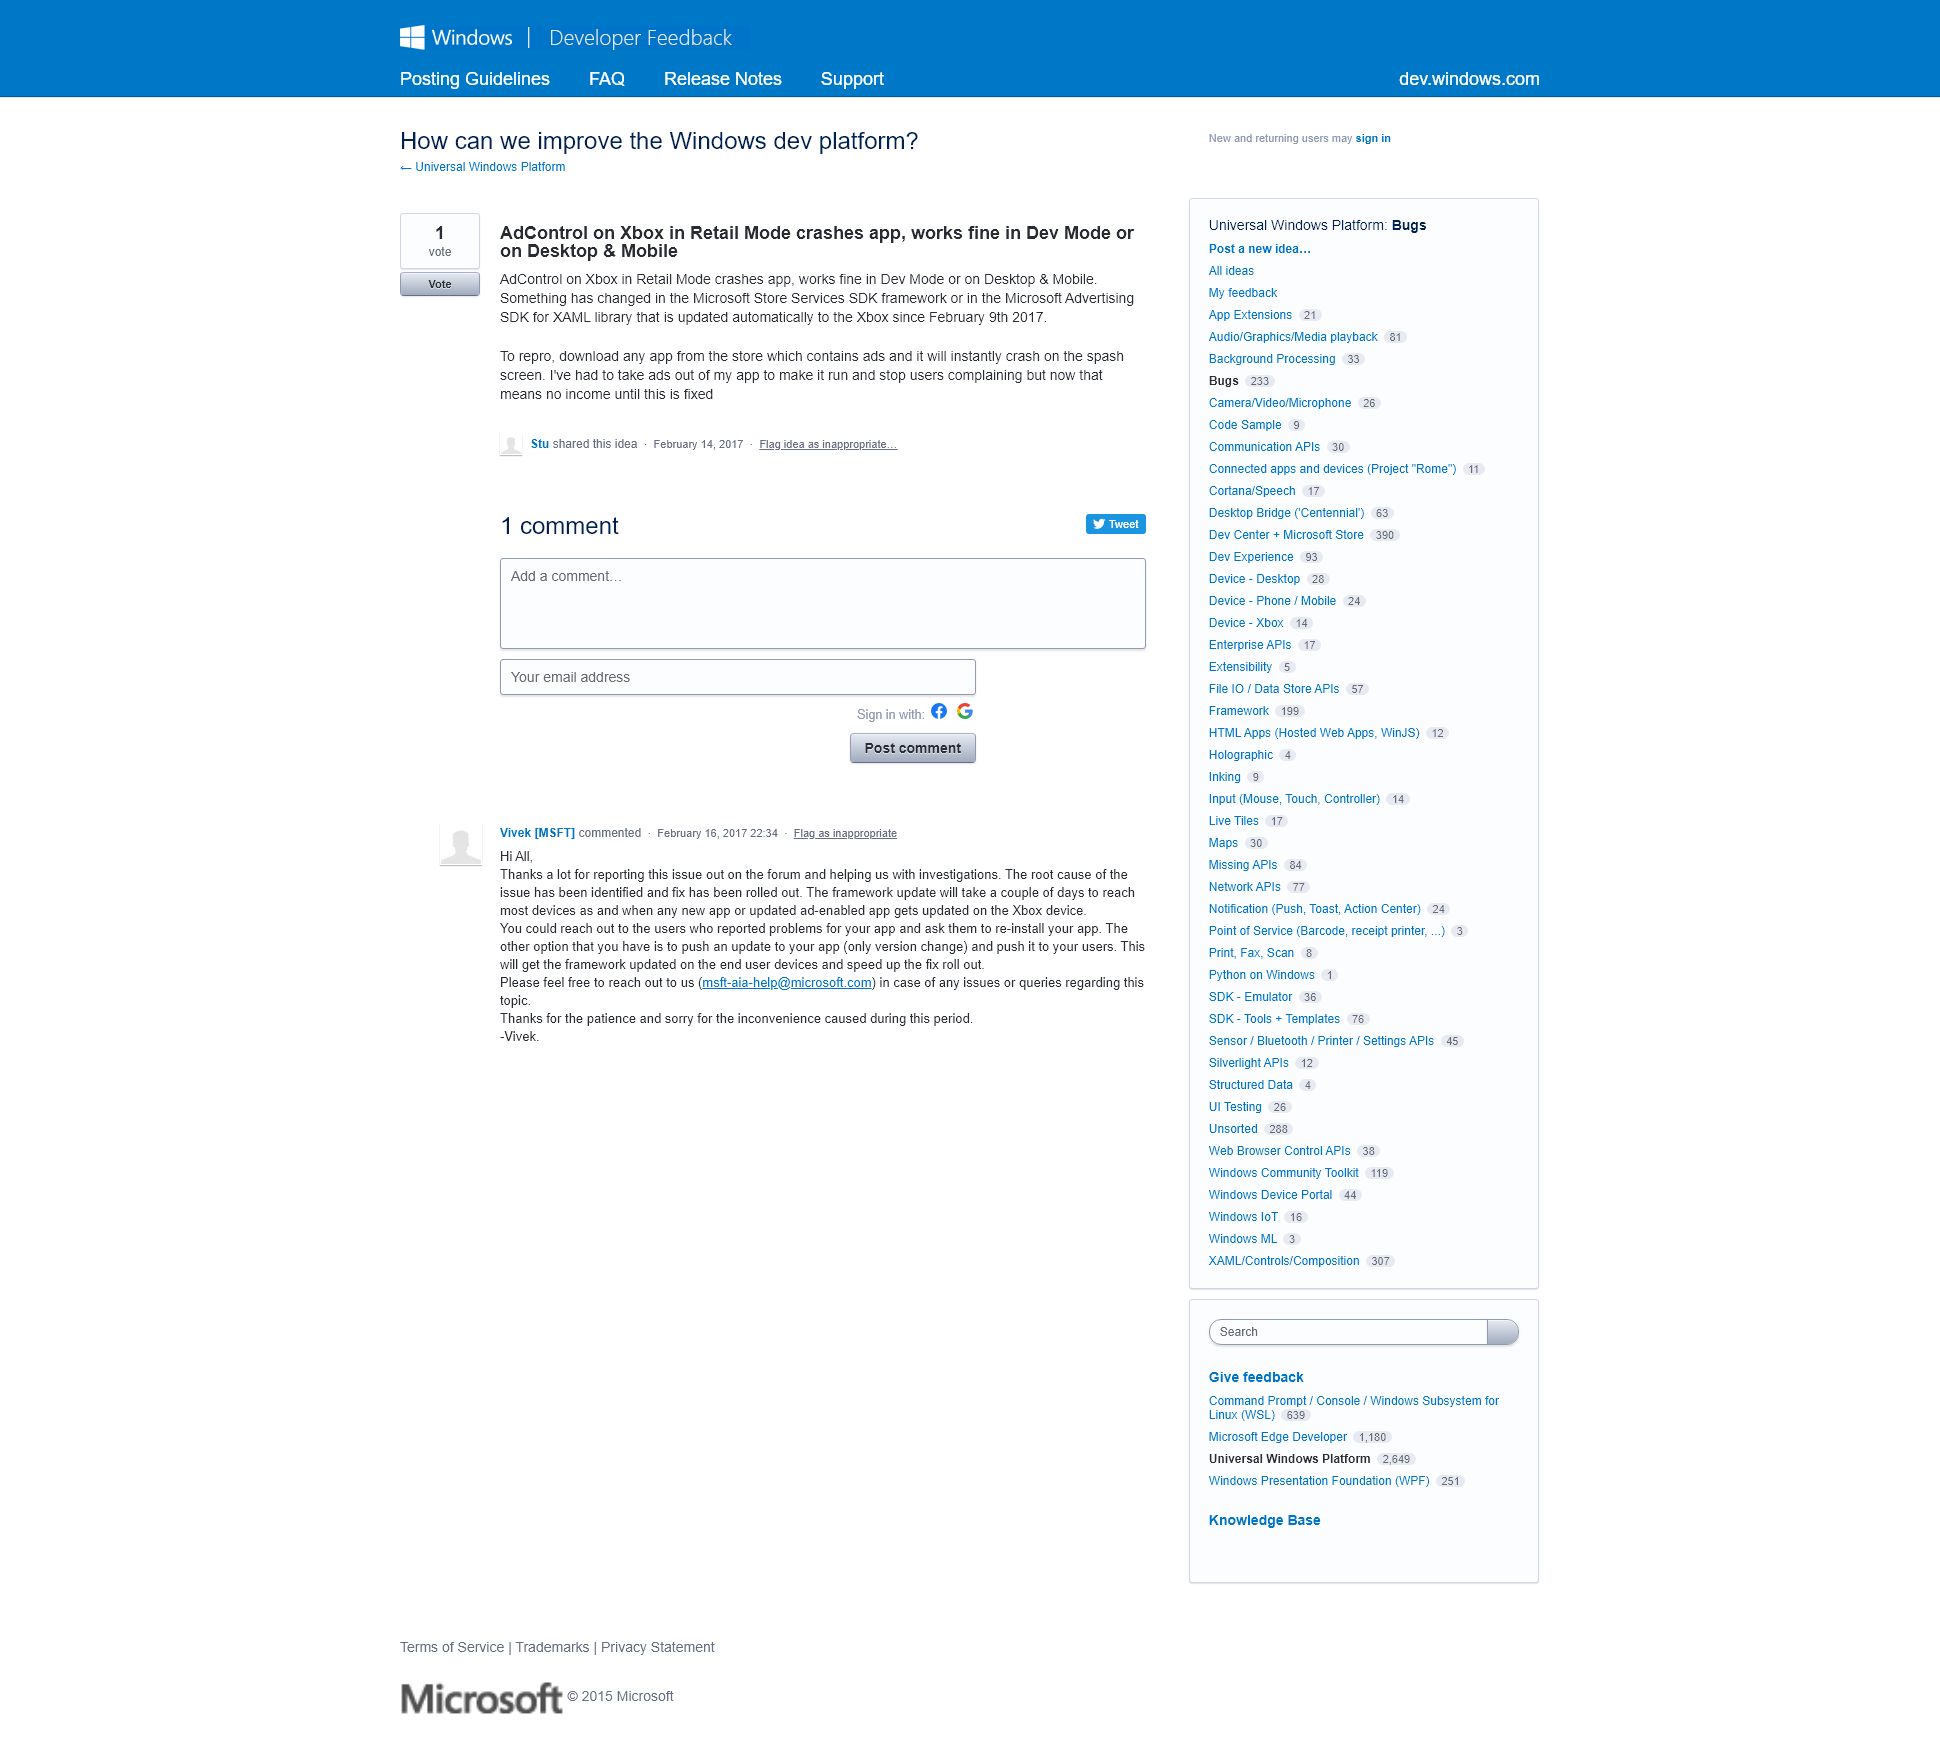 Windows | Developer Feedback
Posting Guidelines FAQ Release Notes Support dev.windows.com
How can we improve the Windows dev platform?
← Universal Windows Platform
New and returning users may sign in
1
vote
Vote
AdControl on Xbox in Retail Mode crashes app, works fine in Dev Mode or
on Desktop & Mobile
AdControl on Xbox in Retail Mode crashes app, works fine in Dev Mode or on Desktop & Mobile.
Something has changed in the Microsoft Store Services SDK framework or in the Microsoft Advertising
SDK for XAML library that is updated automatically to the Xbox since February 9th 2017.
To repro, download any app from the store which contains ads and it will instantly crash on the spash
screen. I've had to take ads out of my app to make it run and stop users complaining but now that
means no income until this is fixed
Stu shared this idea · February 14, 2017 · Flag idea as inappropriate…
1 comment
Tweet
Add a comment…
Your email address
Sign in with:
Post comment
Vivek [MSFT] commented · February 16, 2017 22:34 · Flag as inappropriate
Hi All,
Thanks a lot for reporting this issue out on the forum and helping us with investigations. The root cause of the
issue has been identified and fix has been rolled out. The framework update will take a couple of days to reach
most devices as and when any new app or updated ad-enabled app gets updated on the Xbox device.
You could reach out to the users who reported problems for your app and ask them to re-install your app. The
other option that you have is to push an update to your app (only version change) and push it to your users. This
will get the framework updated on the end user devices and speed up the fix roll out.
Please feel free to reach out to us (msft-aia-help@microsoft.com) in case of any issues or queries regarding this
topic.
Thanks for the patience and sorry for the inconvenience caused during this period.
-Vivek.
Universal Windows Platform: Bugs
Post a new idea…
All ideas
My feedback
App Extensions 21
Audio/Graphics/Media playback 81
Background Processing 33
Bugs 233
Camera/Video/Microphone 26
Code Sample 9
Communication APIs 30
Connected apps and devices (Project "Rome") 11
Cortana/Speech 17
Desktop Bridge ('Centennial') 63
Dev Center + Microsoft Store 390
Dev Experience 93
Device - Desktop 28
Device - Phone / Mobile 24
Device - Xbox 14
Enterprise APIs 17
Extensibility 5
File IO / Data Store APIs 57
Framework 199
HTML Apps (Hosted Web Apps, WinJS) 12
Holographic 4
Inking 9
Input (Mouse, Touch, Controller) 14
Live Tiles 17
Maps 30
Missing APIs 84
Network APIs 77
Notification (Push, Toast, Action Center) 24
Point of Service (Barcode, receipt printer, ...) 3
Print, Fax, Scan 8
Python on Windows 1
SDK - Emulator 36
SDK - Tools + Templates 76
Sensor / Bluetooth / Printer / Settings APIs 45
Silverlight APIs 12
Structured Data 4
UI Testing 26
Unsorted 288
Web Browser Control APIs 38
Windows Community Toolkit 119
Windows Device Portal 44
Windows IoT 16
Windows ML 3
XAML/Controls/Composition 307
Search
Give feedback
Command Prompt / Console / Windows Subsystem for
Linux (WSL) 639
Microsoft Edge Developer 1,180
Universal Windows Platform 2,649
Windows Presentation Foundation (WPF) 251
Knowledge Base
Terms of Service | Trademarks | Privacy Statement
Microsoft © 2015 Microsoft